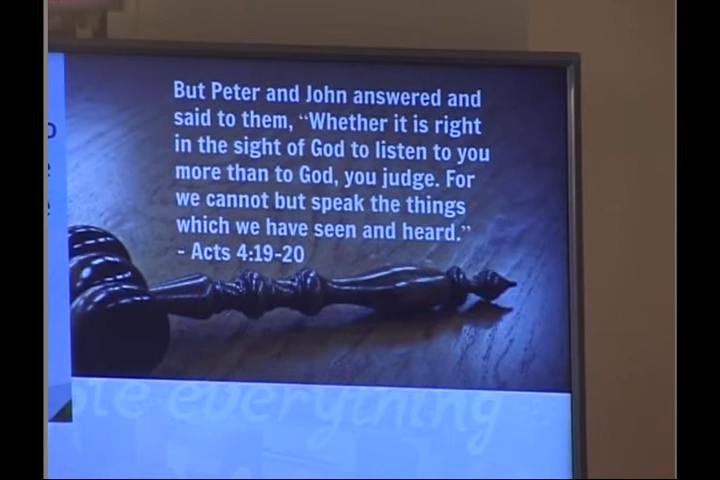 But Peter and John answered and
said to them, “Whether it is right
in the sight of God to listen to you
more than to God, you judge. For
we cannot but speak the things
which we have seen and heard.”
- Acts 4:19-20
everything